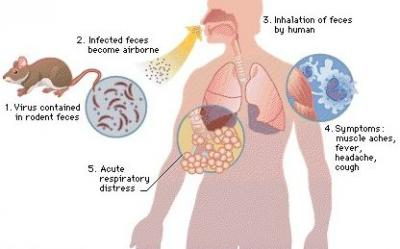 1. Virus contained
in rodent feces
2. Infected feces
become airborne
3. Inhalation of feces
by human
4. Symptoms:
muscle aches,
fever,
headache,
cough
5. Acute
respiratory
distress